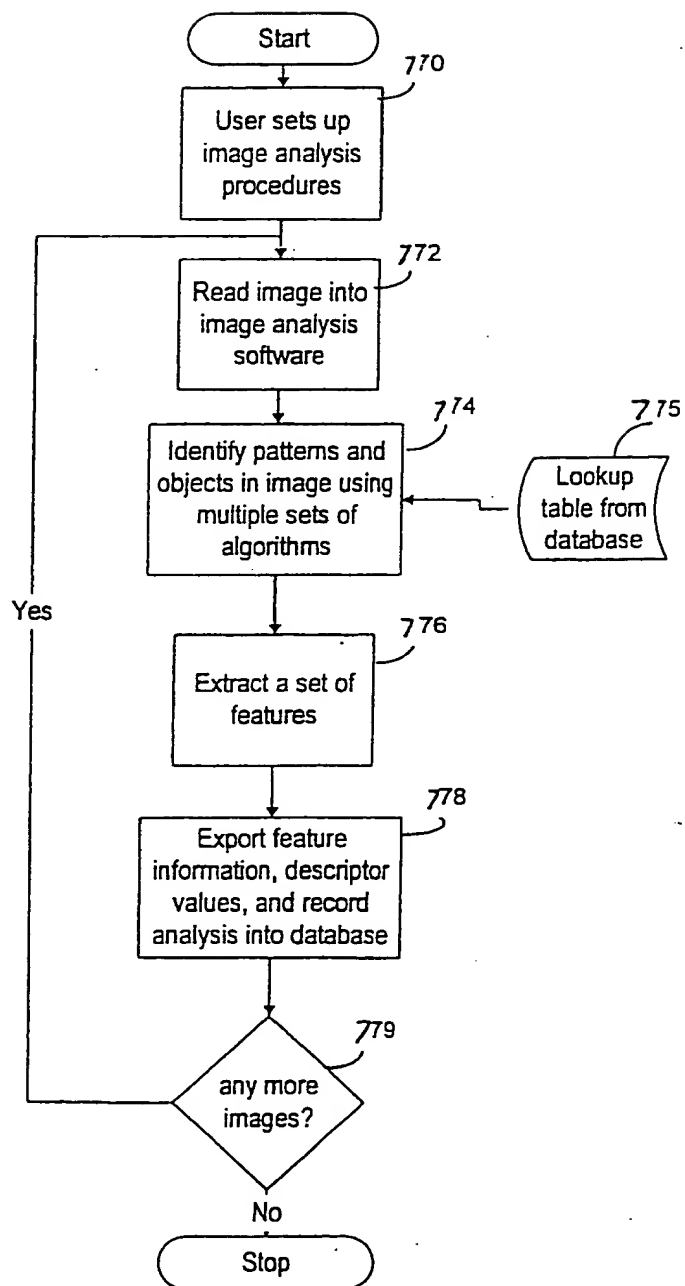 Start
770
User sets up
image analysis
procedures
772
Read image into
image analysis
software
774
Identify patterns and
objects in image using
multiple sets of
algorithms
775
Lookup
table from
database
Yes
776
Extract a set of
features
778
Export feature
information, descriptor
values, and record
analysis into database
779
any more
images?
No
Stop